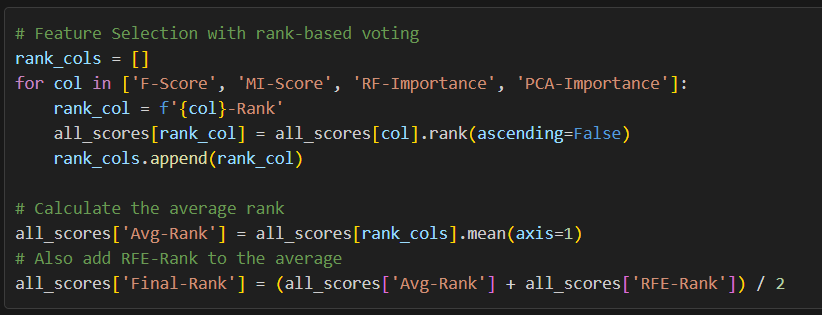 # Feature Selection with rank-based voting
rank_cols = []
for col in ['F-Score', 'MI-Score', 'RF-Importance', 'PCA-Importance']:
    rank_col = f'{col}-Rank'
    all_scores[rank_col] = all_scores[col].rank(ascending=False)
    rank_cols.append(rank_col)

# Calculate the average rank
all_scores['Avg-Rank'] = all_scores[rank_cols].mean(axis=1)
# Also add RFE-Rank to the average
all_scores['Final-Rank'] = (all_scores['Avg-Rank'] + all_scores['RFE-Rank']) / 2